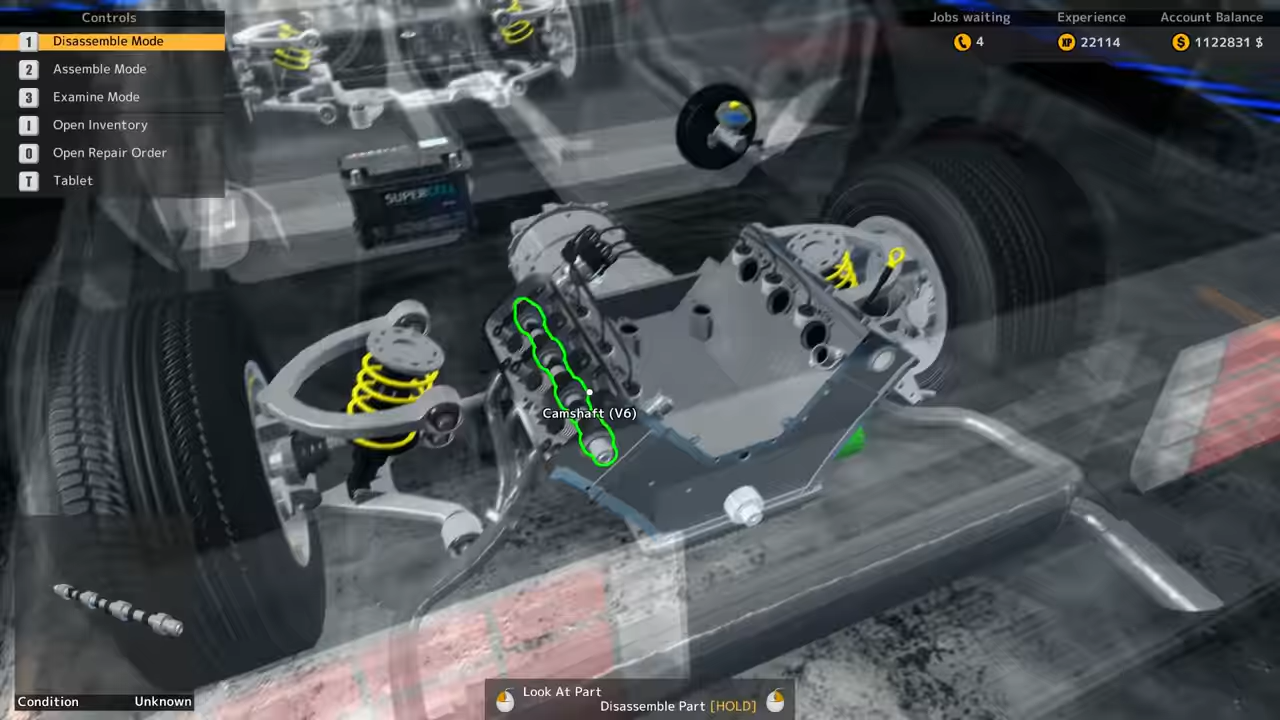 Controls
1 Disassemble Mode
2 Assemble Mode
3 Examine Mode
I Open Inventory
O Open Repair Order
T Tablet
Jobs waiting
4
Experience
XP 22114
Account Balance
$ 1122831 $
SUPERCELL
Camshaft (V6)
Condition Unknown
Look At Part
Disassemble Part [HOLD]